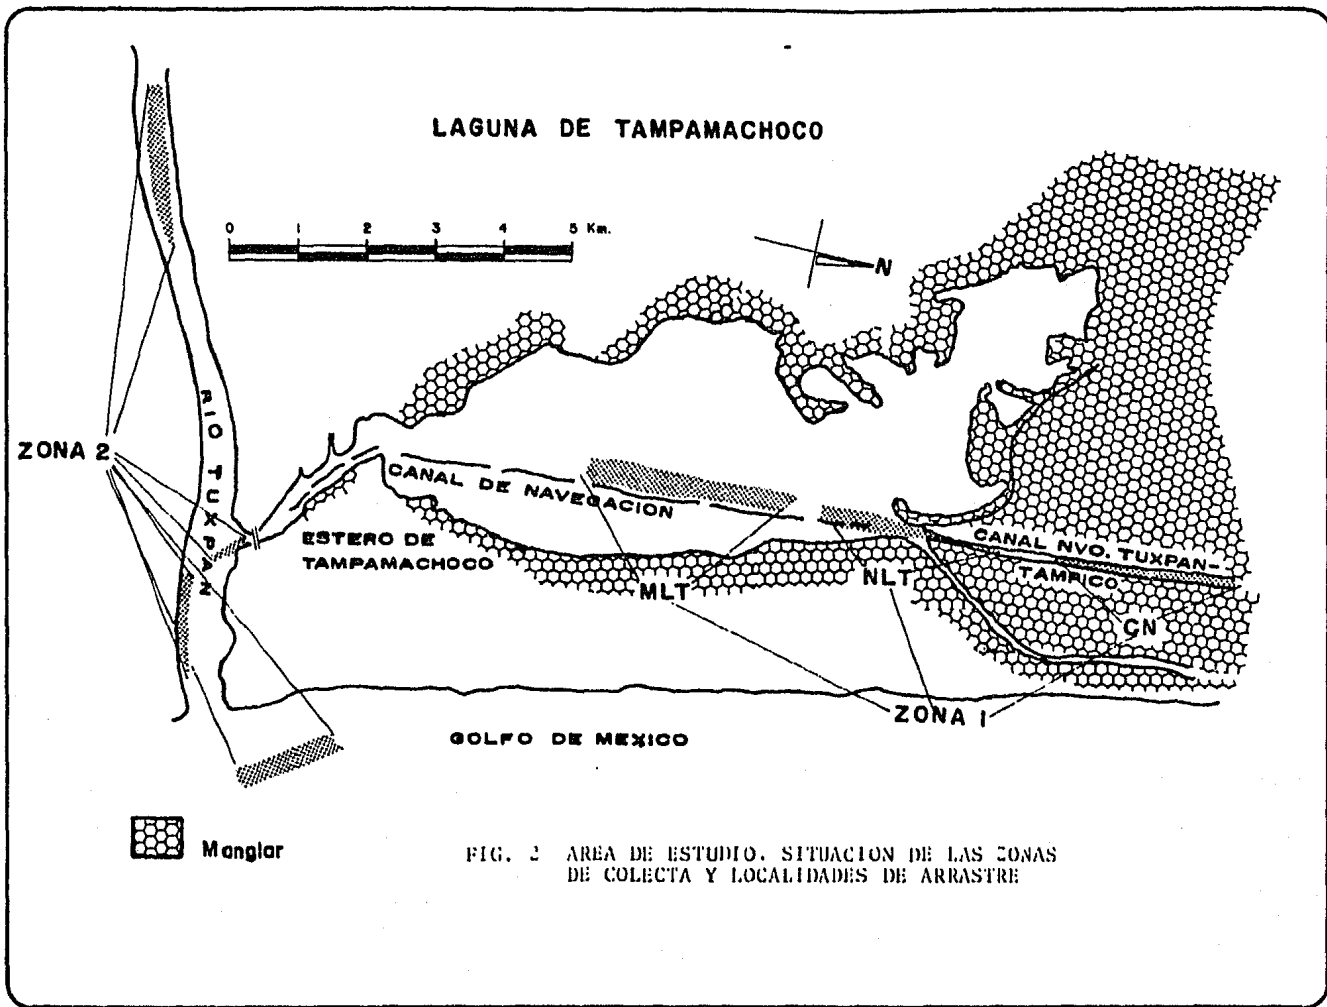 LAGUNA DE TAMPAMACHOCO
0 1 2 3 4 5 Km.
N
RIO TUXPAN
ZONA 2
CANAL DE NAVEGACION
ESTERO DE
TAMPAMACHOCO
MLT
NLT
CANAL NVO. TUXPAN-
TAMPICO
CN
ZONA I
GOLFO DE MEXICO
Manglar
FIG. 2 AREA DE ESTUDIO. SITUACION DE LAS ZONAS
DE COLECTA Y LOCALIDADES DE ARRASTRE